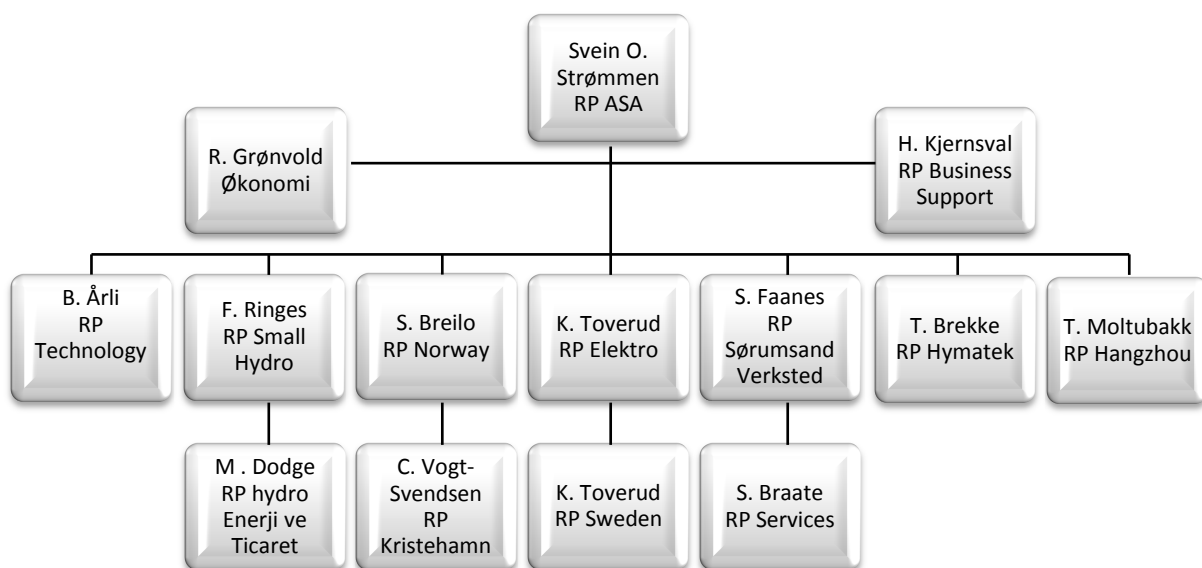 Svein O.
Strømmen
RP ASA
R. Grønvold
Økonomi
H. Kjernsval
RP Business
Support
B. Årli
RP
Technology
F. Ringes
RP Small
Hydro
S. Breilo
RP Norway
K. Toverud
RP Elektro
S. Faanes
RP
Sørumsand
Verksted
T. Brekke
RP Hymatek
T. Moltubakk
RP Hangzhou
M . Dodge
RP hydro
Enerji ve
Ticaret
C. Vogt-
Svendsen
RP
Kristehamn
K. Toverud
RP Sweden
S. Braate
RP Services